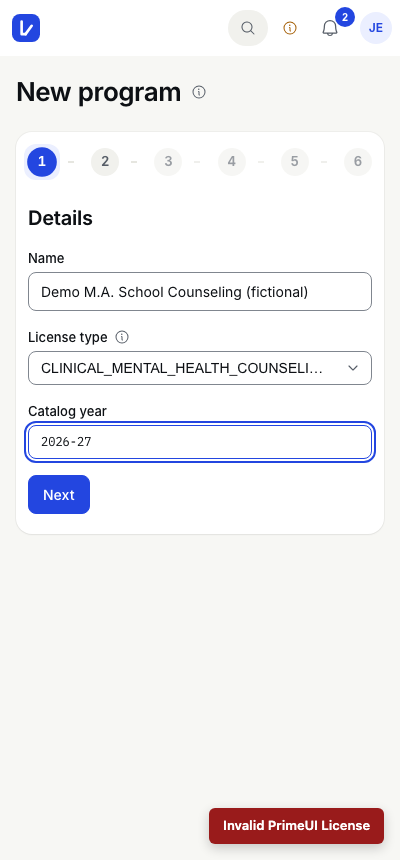 2
JE
New program
1
2
3
4
5
6
Details
Name
Demo M.A. School Counseling (fictional)
License type
CLINICAL_MENTAL_HEALTH_COUNSELI...
Catalog year
2026-27
Next
Invalid PrimeUI License